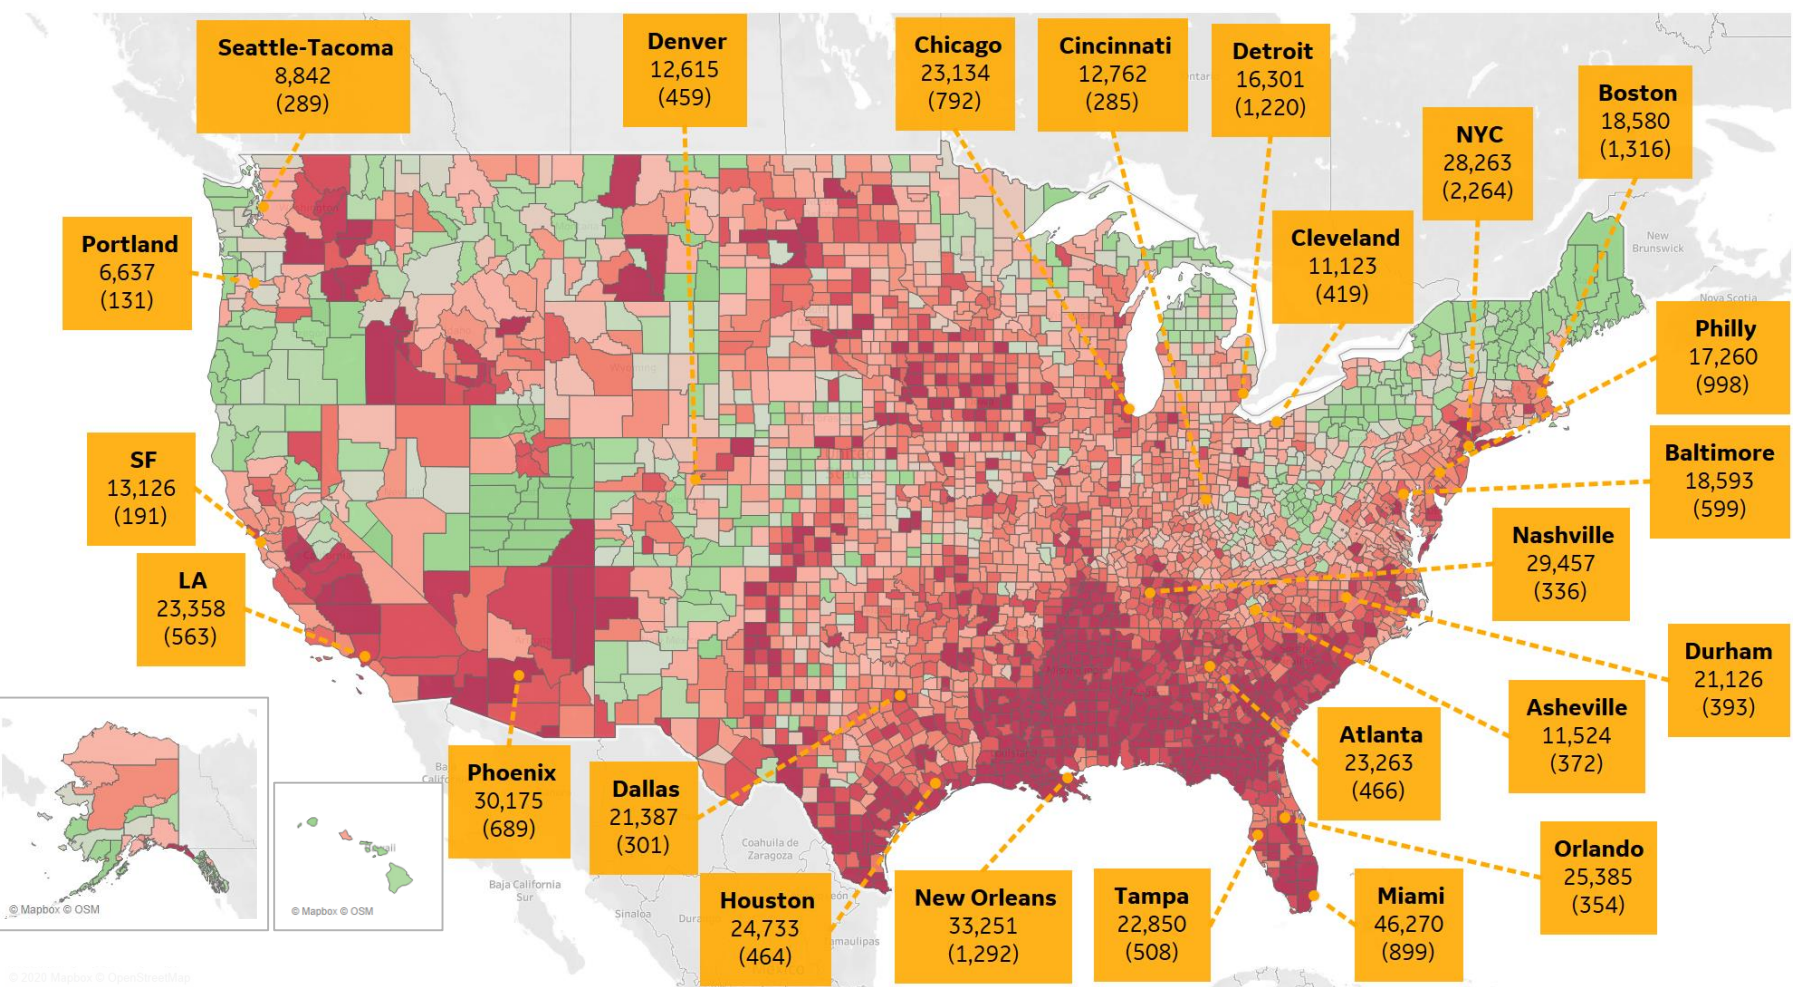 Seattle-Tacoma
8,842
(289)
Denver
12,615
(459)
Chicago
23,134
(792)
Cincinnati
12,762
(285)
Detroit
16,301
(1,220)
Boston
18,580
(1,316)
NYC
28,263
(2,264)
Portland
6,637
(131)
Cleveland
11,123
(419)
New
Brunswick
Nova Scotia
Philly
17,260
(998)
SF
13,126
(191)
Baltimore
18,593
(599)
LA
23,358
(563)
Nashville
29,457
(336)
Durham
21,126
(393)
Asheville
11,524
(372)
Atlanta
23,263
(466)
Phoenix
30,175
(689)
Dallas
21,387
(301)
Coahuila de
Zaragoza
Orlando
25,385
(354)
Houston
24,733
(464)
New Orleans
33,251
(1,292)
Tampa
22,850
(508)
Miami
46,270
(899)
Baja California
Sur
Sinaloa
© Mapbox © OSM
© Mapbox © OSM
© 2020 Mapbox © OpenStreetMap